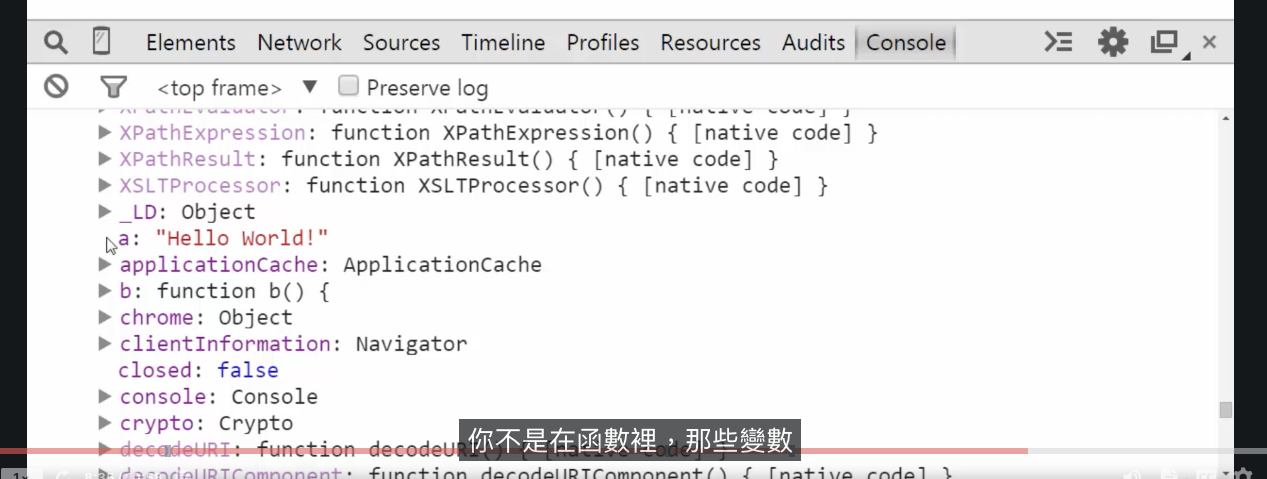 Elements Network Sources Timeline Profiles Resources Audits Console
<top frame> ▼ Preserve log
XPathEvaluator: function XPathEvaluator() { [native code] }
XPathExpression: function XPathExpression() { [native code] }
XPathResult: function XPathResult() { [native code] }
XSLTProcessor: function XSLTProcessor() { [native code] }
_LD: Object
a: "Hello World!"
applicationCache: ApplicationCache
b: function b() {
chrome: Object
clientInformation: Navigator
closed: false
console: Console
crypto: Crypto
你不是在函數裡，那些變數
decodeURI: function decodeURI() { [native code] }
decodeURIComponent: function decodeURIComponent() { [native code] }